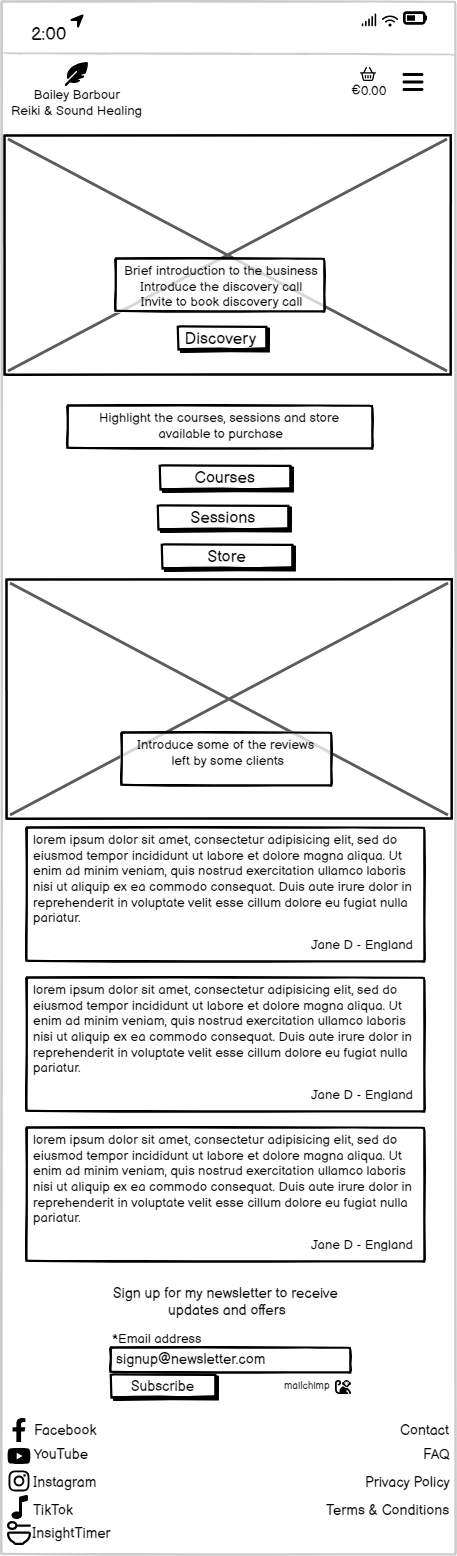 2:00
Bailey Barbour
Reiki & Sound Healing
€0.00
Brief introduction to the business
Introduce the discovery call
Invite to book discovery call
Discovery
Highlight the courses, sessions and store
available to purchase
Courses
Sessions
Store
Introduce some of the reviews
left by some clients
lorem ipsum dolor sit amet, consectetur adipisicing elit, sed do
eiusmod tempor incididunt ut labore et dolore magna aliqua. Ut
enim ad minim veniam, quis nostrud exercitation ullamco laboris
nisi ut aliquip ex ea commodo consequat. Duis aute irure dolor in
reprehenderit in voluptate velit esse cillum dolore eu fugiat nulla
pariatur.
Jane D - England
lorem ipsum dolor sit amet, consectetur adipisicing elit, sed do
eiusmod tempor incididunt ut labore et dolore magna aliqua. Ut
enim ad minim veniam, quis nostrud exercitation ullamco laboris
nisi ut aliquip ex ea commodo consequat. Duis aute irure dolor in
reprehenderit in voluptate velit esse cillum dolore eu fugiat nulla
pariatur.
Jane D - England
lorem ipsum dolor sit amet, consectetur adipisicing elit, sed do
eiusmod tempor incididunt ut labore et dolore magna aliqua. Ut
enim ad minim veniam, quis nostrud exercitation ullamco laboris
nisi ut aliquip ex ea commodo consequat. Duis aute irure dolor in
reprehenderit in voluptate velit esse cillum dolore eu fugiat nulla
pariatur.
Jane D - England
Sign up for my newsletter to receive
updates and offers
*Email address
signup@newsletter.com
Subscribe
mailchimp
Facebook
YouTube
Instagram
TikTok
InsightTimer
Contact
FAQ
Privacy Policy
Terms & Conditions